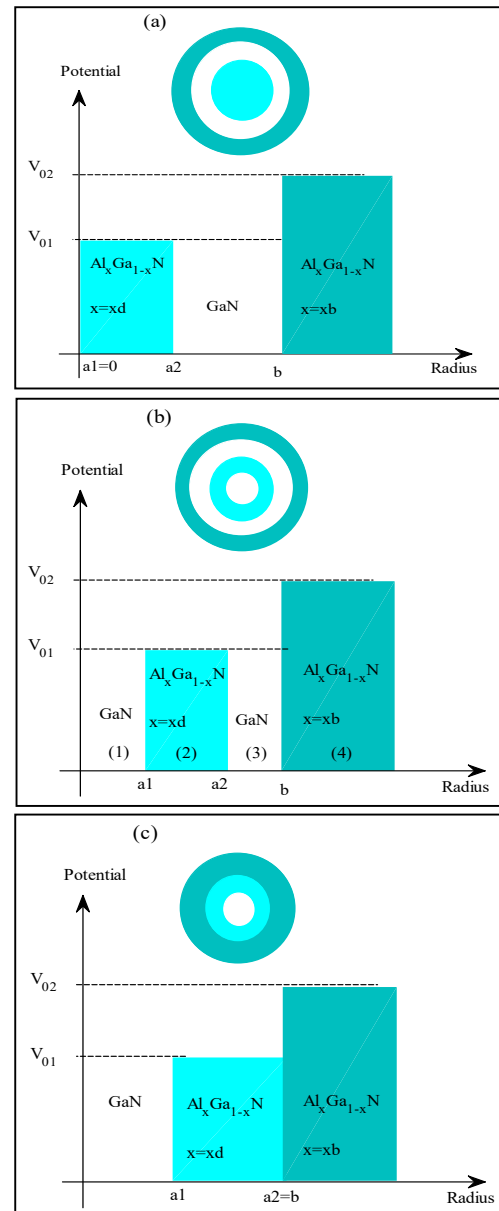 (a)
Potential
V02
V01
AlxGa1-xN
x=xd
GaN
AlxGa1-xN
x=xb
a1=0
a2
b
Radius
(b)
Potential
V02
V01
GaN
(1)
AlxGa1-xN
x=xd
(2)
GaN
(3)
AlxGa1-xN
x=xb
(4)
a1
a2
b
Radius
(c)
Potential
V02
V01
GaN
AlxGa1-xN
x=xd
AlxGa1-xN
x=xb
a1
a2=b
Radius